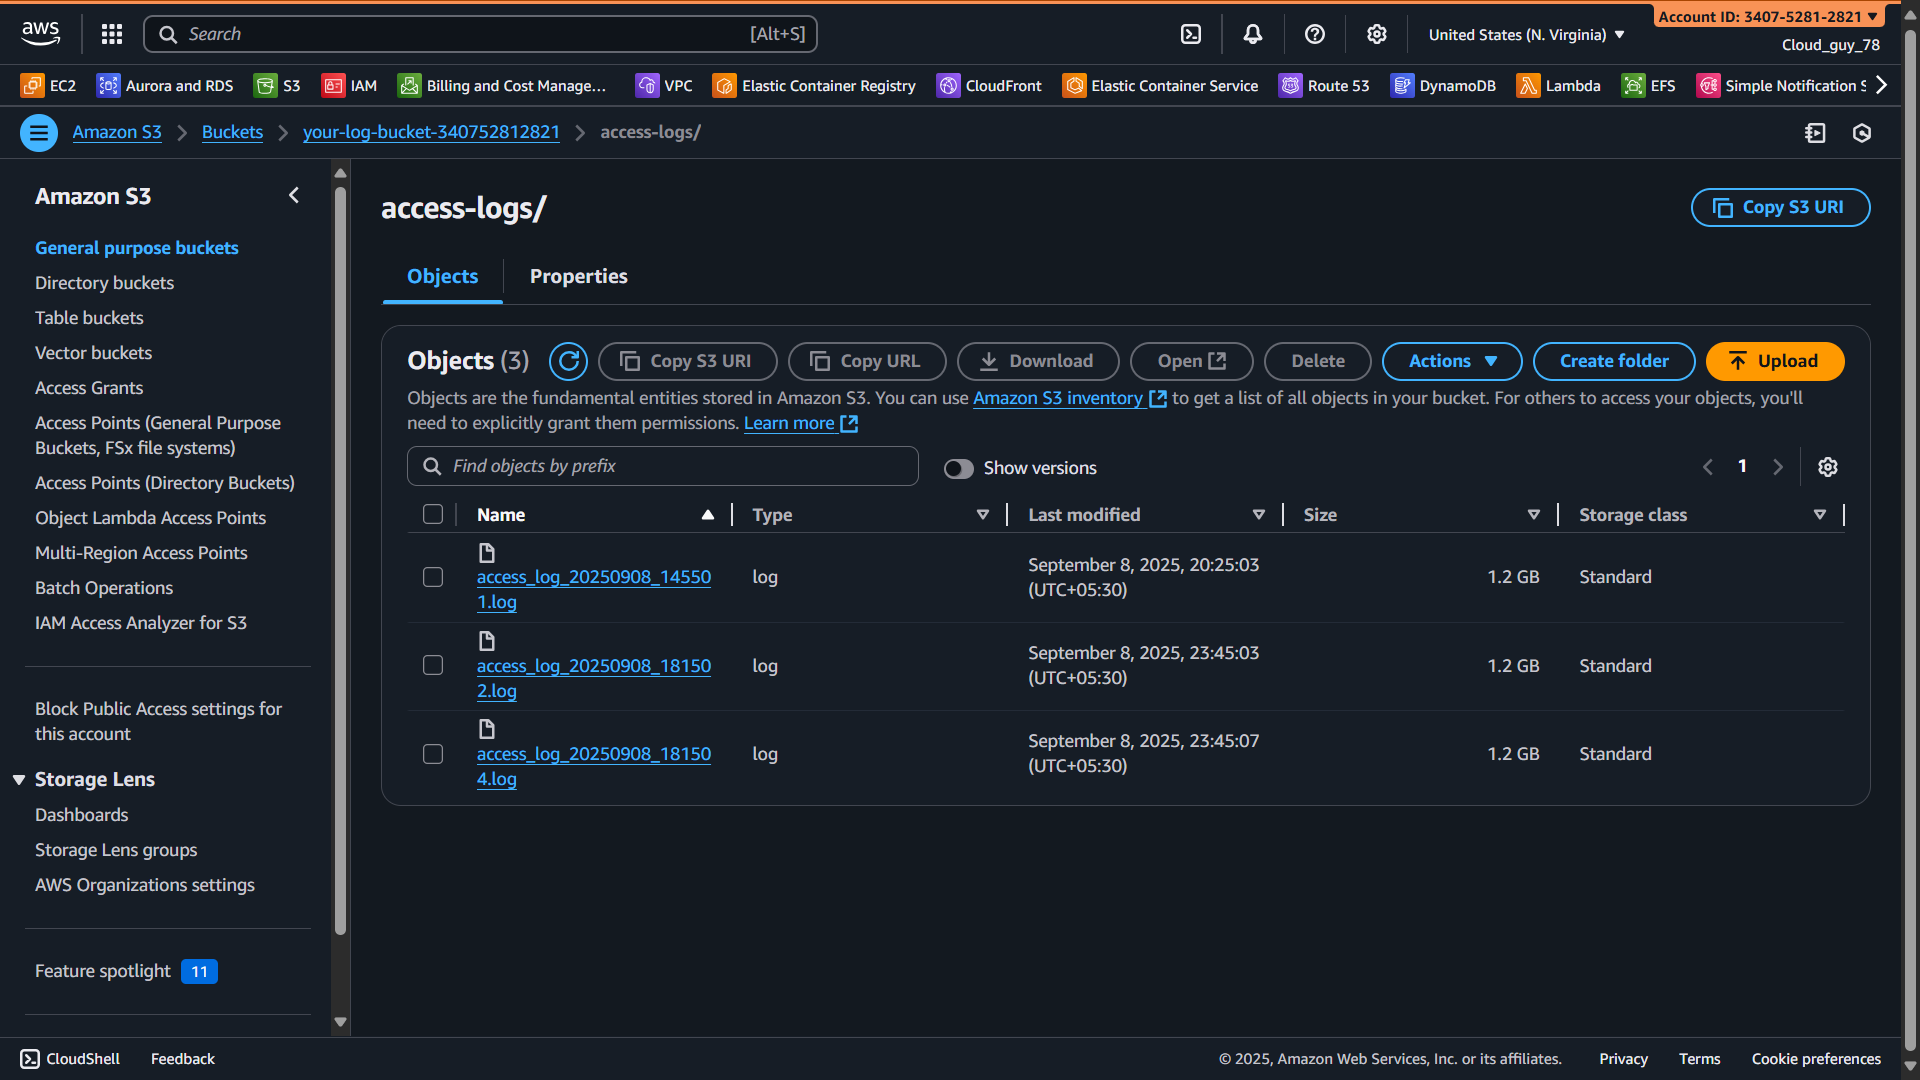 aws
Search [Alt+S]
United States (N. Virginia)
Account ID: 3407-5281-2821
Cloud_guy_78
EC2 Aurora and RDS S3 IAM Billing and Cost Manage... VPC Elastic Container Registry CloudFront Elastic Container Service Route 53 DynamoDB Lambda EFS Simple Notification S
Amazon S3 Buckets your-log-bucket-340752812821 access-logs/
Amazon S3
General purpose buckets
Directory buckets
Table buckets
Vector buckets
Access Grants
Access Points (General Purpose
Buckets, FSx file systems)
Access Points (Directory Buckets)
Object Lambda Access Points
Multi-Region Access Points
Batch Operations
IAM Access Analyzer for S3
Block Public Access settings for
this account
Storage Lens
Dashboards
Storage Lens groups
AWS Organizations settings
Feature spotlight 11
access-logs/
Copy S3 URI
Objects Properties
Objects (3) Copy S3 URI Copy URL Download Open Delete Actions Create folder Upload
Objects are the fundamental entities stored in Amazon S3. You can use Amazon S3 inventory to get a list of all objects in your bucket. For others to access your objects, you'll
need to explicitly grant them permissions. Learn more
Find objects by prefix Show versions 1
Name Type Last modified Size Storage class
access_log_20250908_14550
1.log
log
September 8, 2025, 20:25:03
(UTC+05:30)
1.2 GB
Standard
access_log_20250908_18150
2.log
log
September 8, 2025, 23:45:03
(UTC+05:30)
1.2 GB
Standard
access_log_20250908_18150
4.log
log
September 8, 2025, 23:45:07
(UTC+05:30)
1.2 GB
Standard
CloudShell Feedback © 2025, Amazon Web Services, Inc. or its affiliates. Privacy Terms Cookie preferences